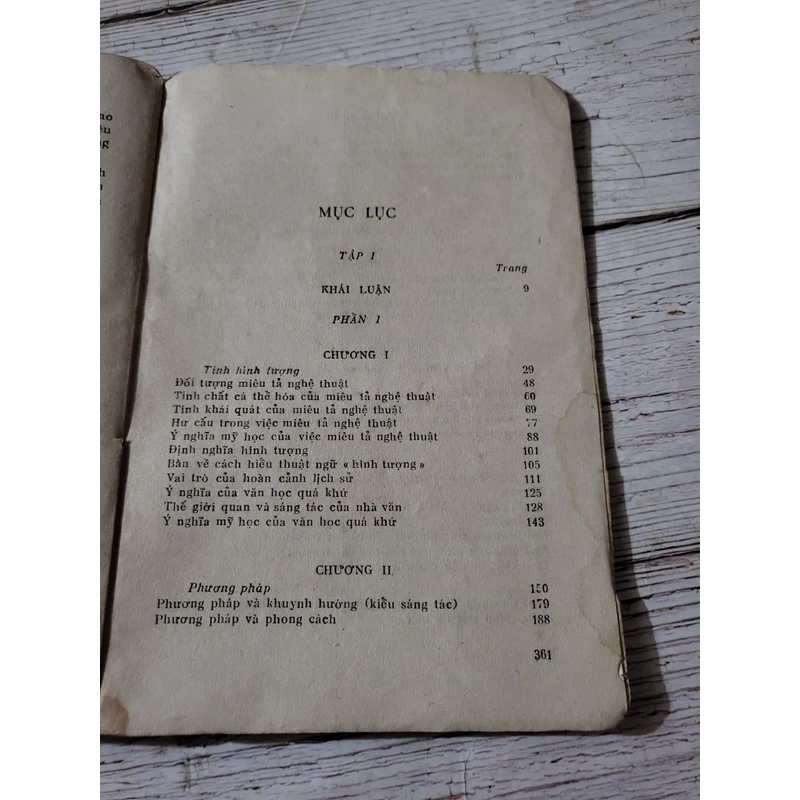 ao
ng
h
MỤC LỤC
TẬP I
Trang
KHÁI LUẬN 9
PHẦN I
CHƯƠNG I
Tính hình tượng 29
Đối tượng miêu tả nghệ thuật 48
Tính chất cá thể hóa của miêu tả nghệ thuật 60
Tính khái quát của miêu tả nghệ thuật 69
Hư cấu trong việc miêu tả nghệ thuật 77
Ý nghĩa mỹ học của việc miêu tả nghệ thuật 88
Định nghĩa hình tượng 101
Bàn về cách hiểu thuật ngữ « hình tượng » 105
Vai trò của hoàn cảnh lịch sử 111
Ý nghĩa của văn học quá khứ 125
Thế giới quan và sáng tác của nhà văn 128
Ý nghĩa mỹ học của văn học quá khứ 143
CHƯƠNG II
Phương pháp 150
Phương pháp và khuynh hướng (kiểu sáng tác) 179
Phương pháp và phong cách 188
361